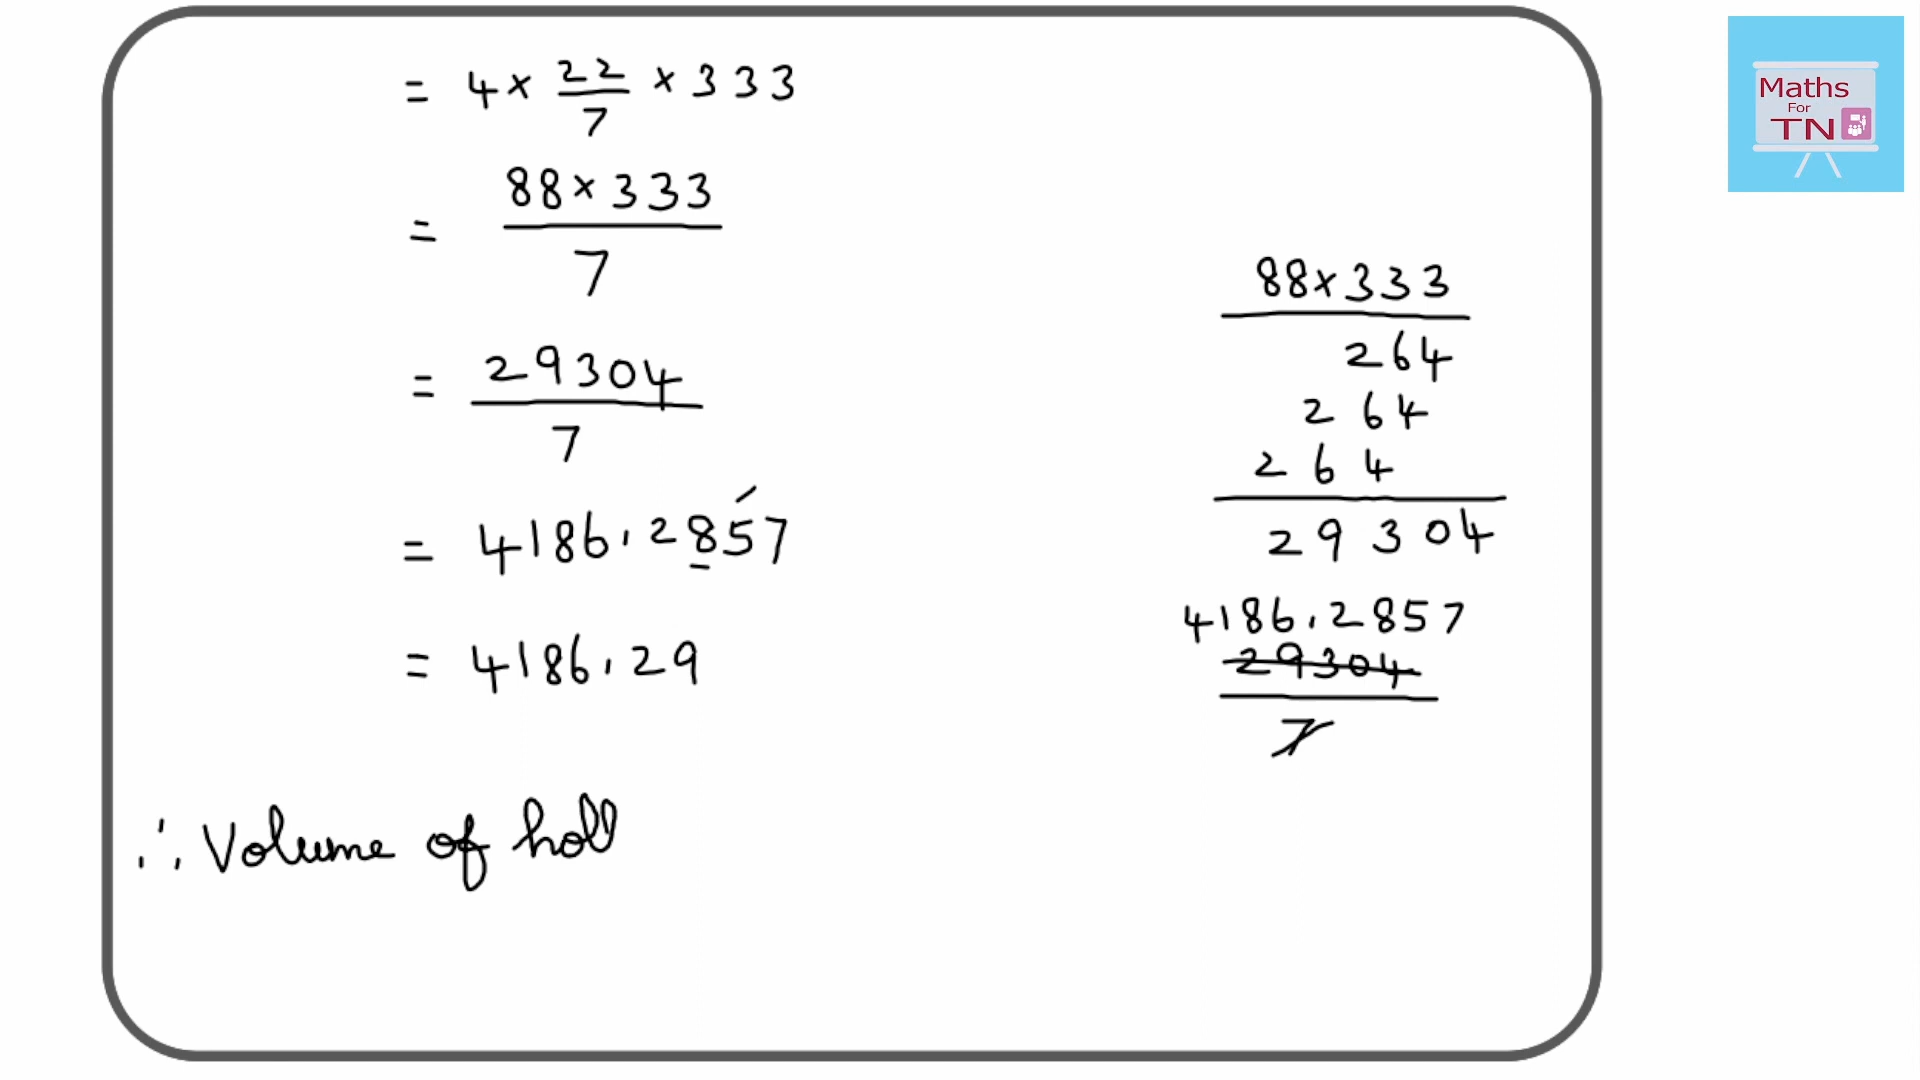 = 4 × 22/7 × 333
= 88 × 333 / 7
= 29304 / 7
= 4186.2857
= 4186.29
∴ Volume of holl
88 × 333
264
264
264
29304
4186.2857
29304
7
Maths
For
TN